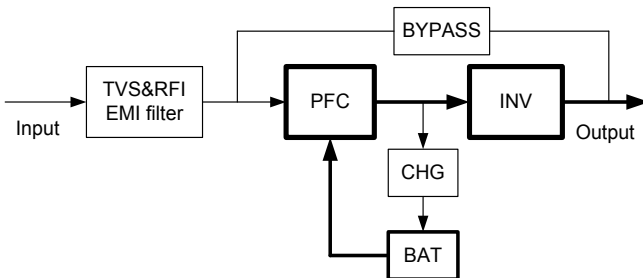 BYPASS
TVS&RFI
EMI filter
PFC
INV
Input
Output
CHG
BAT